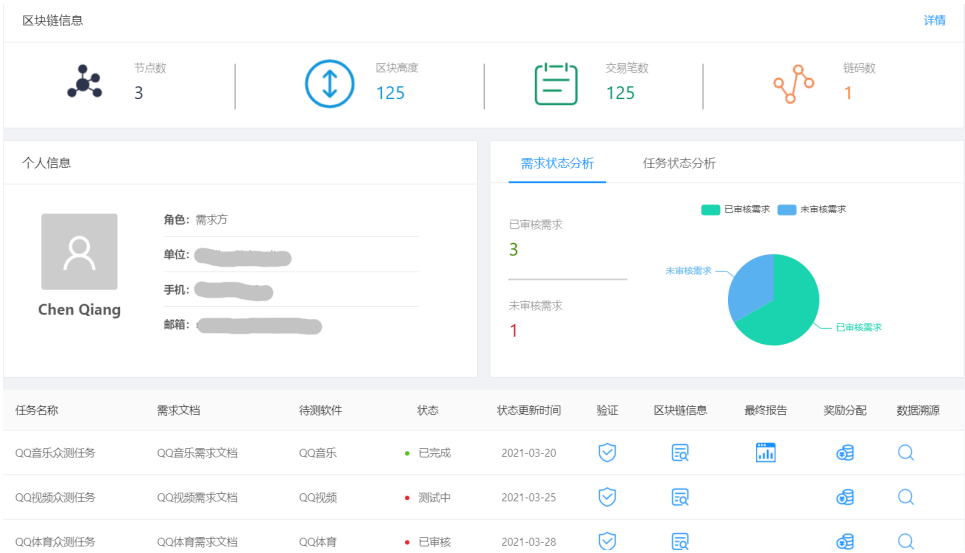 区块链信息 详情
节点数 区块高度 交易笔数 链码数
3 125 125 1
个人信息 需求状态分析 任务状态分析
已审核需求 未审核需求
角色： 需求方 已审核需求
单位： 3
手机： 未审核需求
Chen Qiang 未审核需求
邮箱： 1 已审核需求
任务名称 需求文档 待测软件 状态 状态更新时间 验证 区块链信息 最终报告 奖励分配 数据溯源
QQ音乐众测任务 QQ音乐需求文档 QQ音乐 已完成 2021-03-20
QQ视频众测任务 QQ视频需求文档 QQ视频 测试中 2021-03-25
QQ体育众测任务 QQ体育需求文档 QQ体育 已审核 2021-03-28